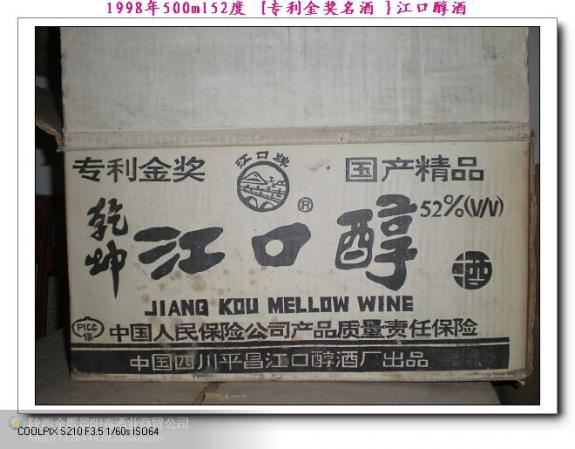 1998年500ml52度 {专利金奖名酒 }江口醇酒
专利金奖 江口牌 国产精品
®
乾坤 江口醇 52%(V/V)
酒
JIANG KOU MELLOW WINE
PICC 保 中国人民保险公司产品质量责任保险
中国四川平昌江口醇酒厂出品
COOLPIX S210 F3.5 1/60s ISO64